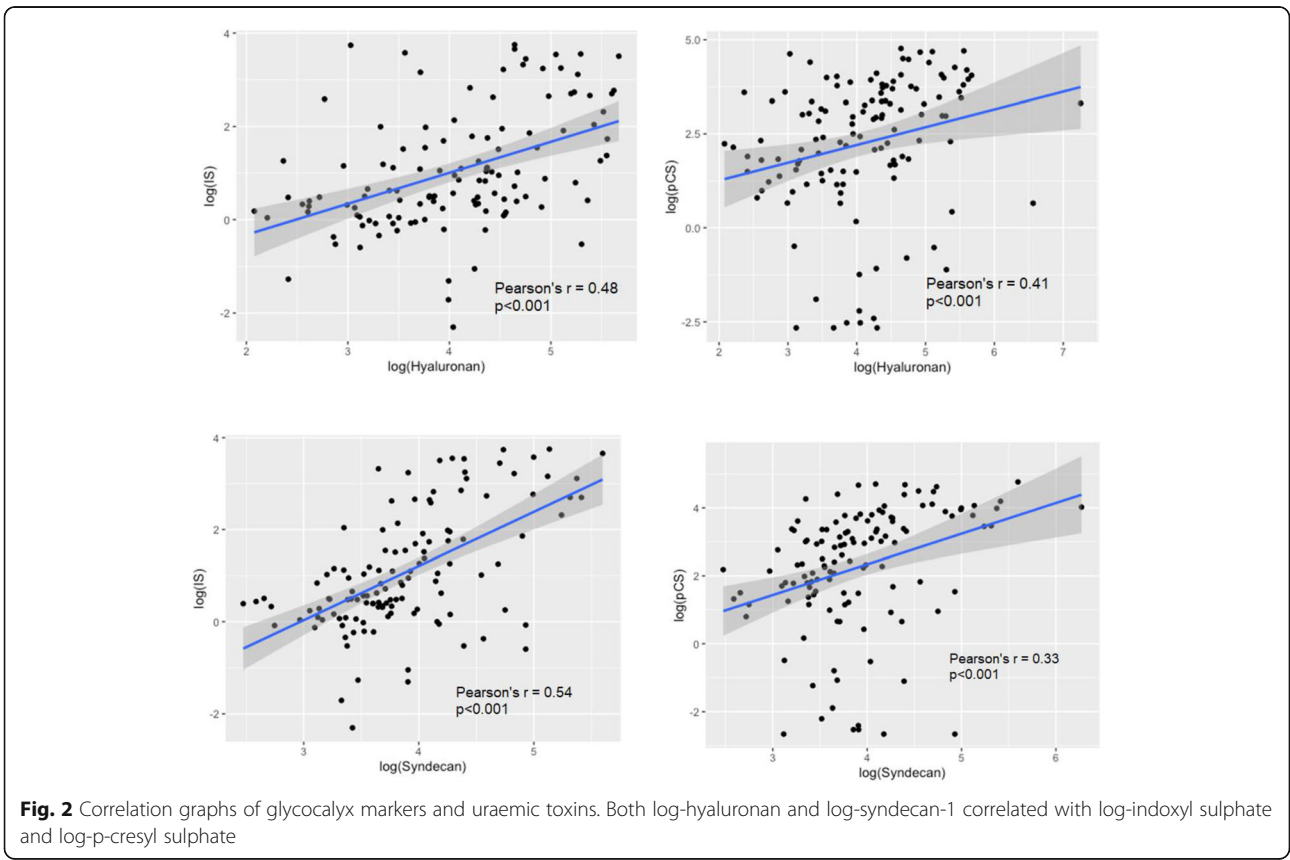 4
2
0
-2
log(IS)
Pearson's r = 0.48
p<0.001
2
3
4
5
log(Hyaluronan)
5.0
2.5
0.0
-2.5
log(pCS)
Pearson's r = 0.41
p<0.001
2
3
4
5
6
7
log(Hyaluronan)
4
2
0
-2
log(IS)
Pearson's r = 0.54
p<0.001
3
4
5
log(Syndecan)
4
2
0
-2
log(pCS)
Pearson's r = 0.33
p<0.001
3
4
5
6
log(Syndecan)
Fig. 2 Correlation graphs of glycocalyx markers and uraemic toxins. Both log-hyaluronan and log-syndecan-1 correlated with log-indoxyl sulphate
and log-p-cresyl sulphate